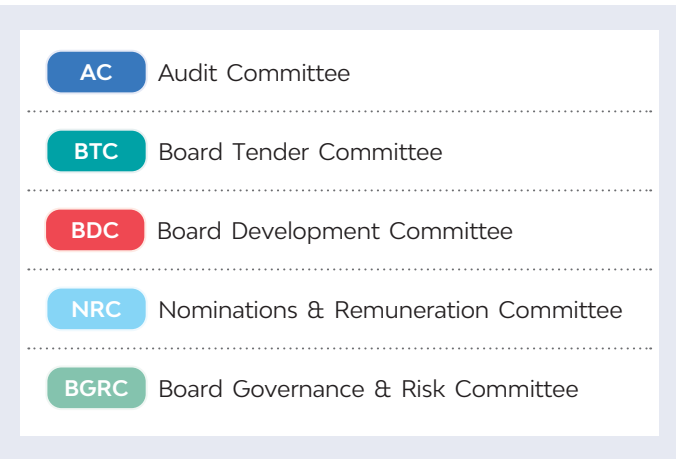 AC Audit Committee
BTC Board Tender Committee
BDC Board Development Committee
NRC Nominations & Remuneration Committee
BGRC Board Governance & Risk Committee